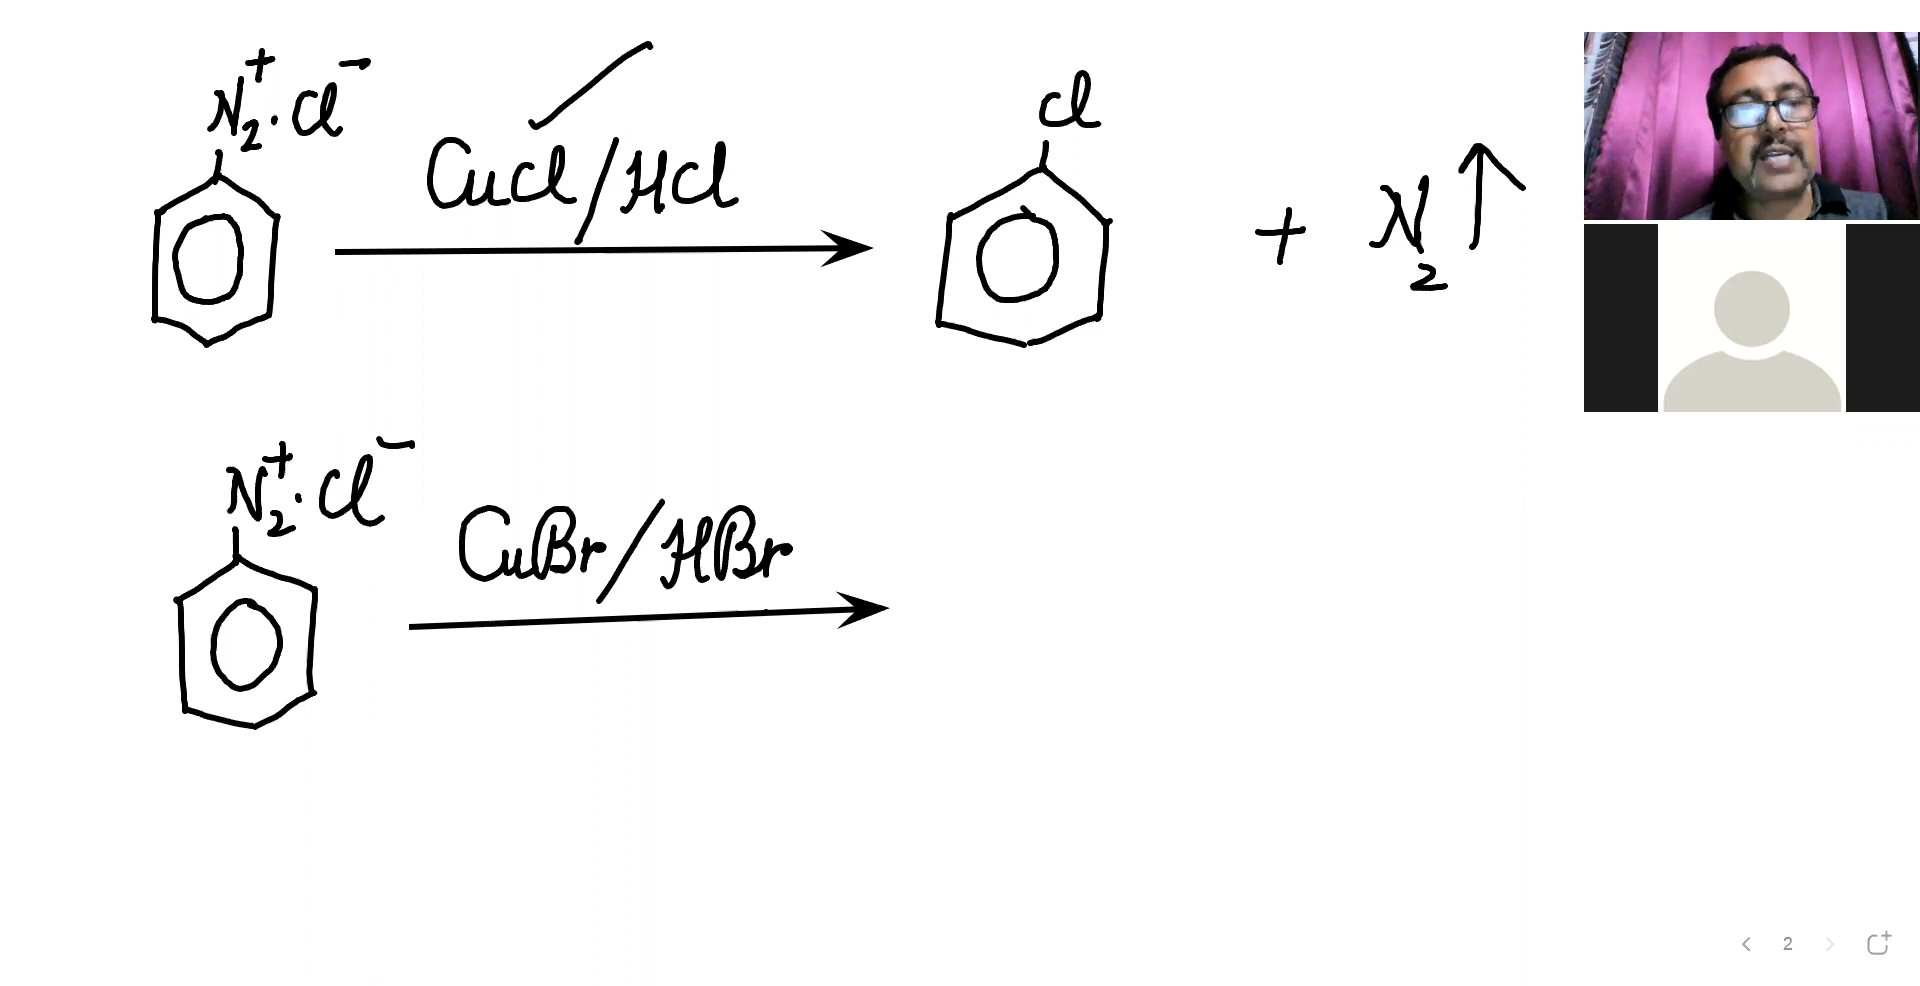 N₂⁺.Cl⁻
CuCl/HCl
Cl
+ N₂↑
N₂⁺.Cl⁻
CuBr/HBr
2